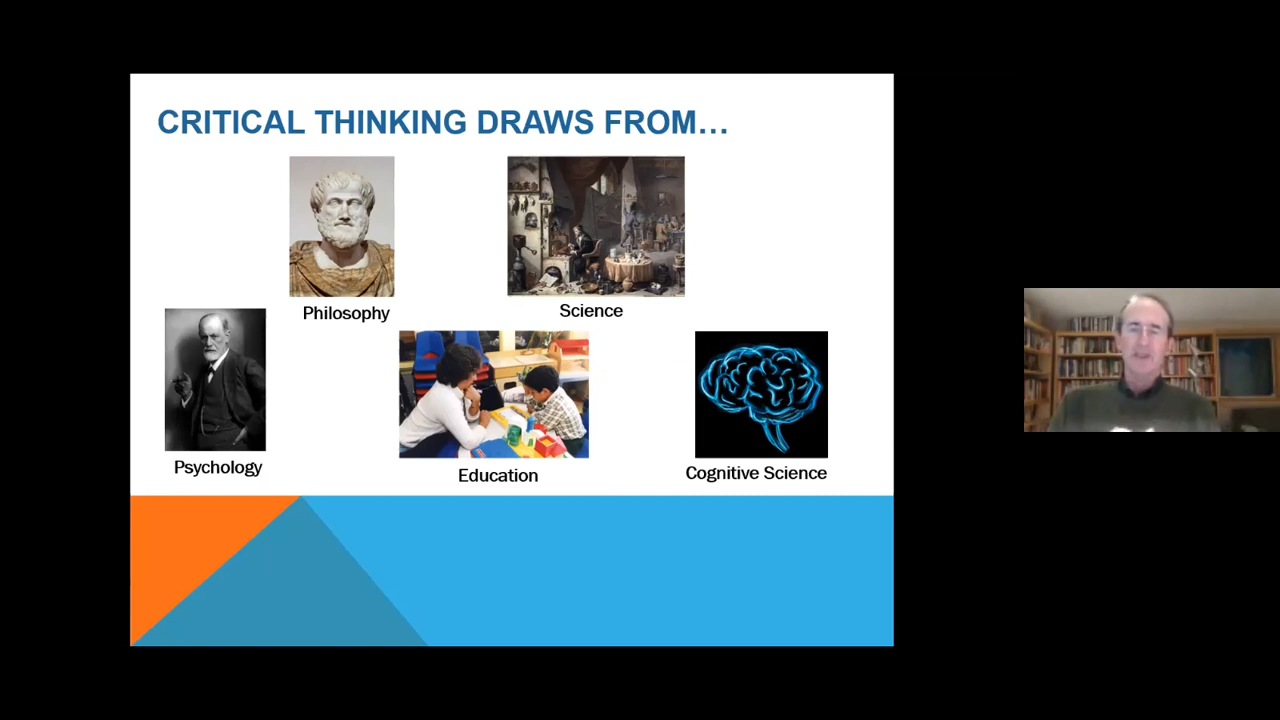 CRITICAL THINKING DRAWS FROM...
Philosophy
Science
Psychology
Education
Cognitive Science